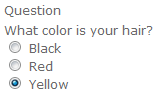 Question
What color is your hair?
Black
Red
Yellow